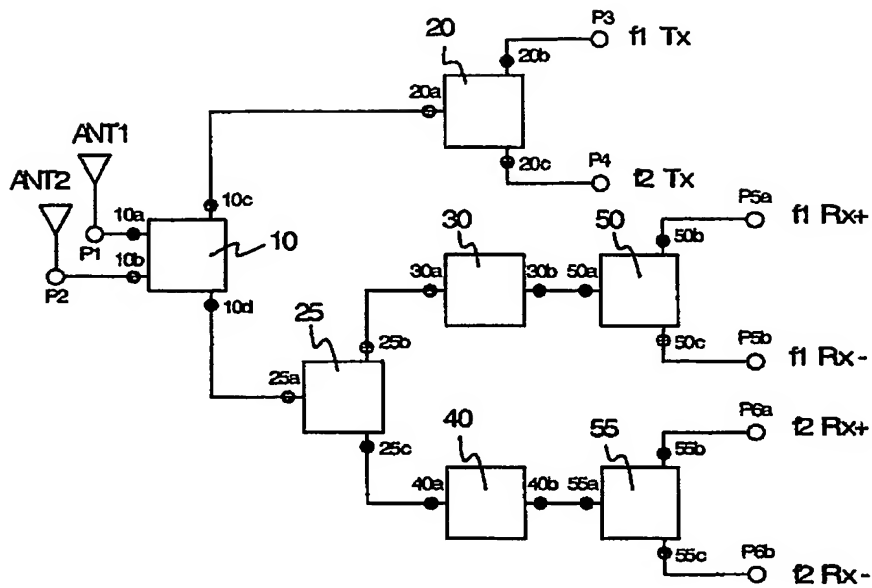 P3
20
f1 Tx
20b
20a
ANT1
P4
20c
f2 Tx
ANT2
10c
P5a
10a
30
50
f1 Rx+
10
50b
P1
10b
30a
30b
50a
P2
10d
25
P5b
25b
50c
f1 Rx-
25a
P6a
40
55
f2 Rx+
25c
55b
40a
40b
55a
55c
P6b
f2 Rx-